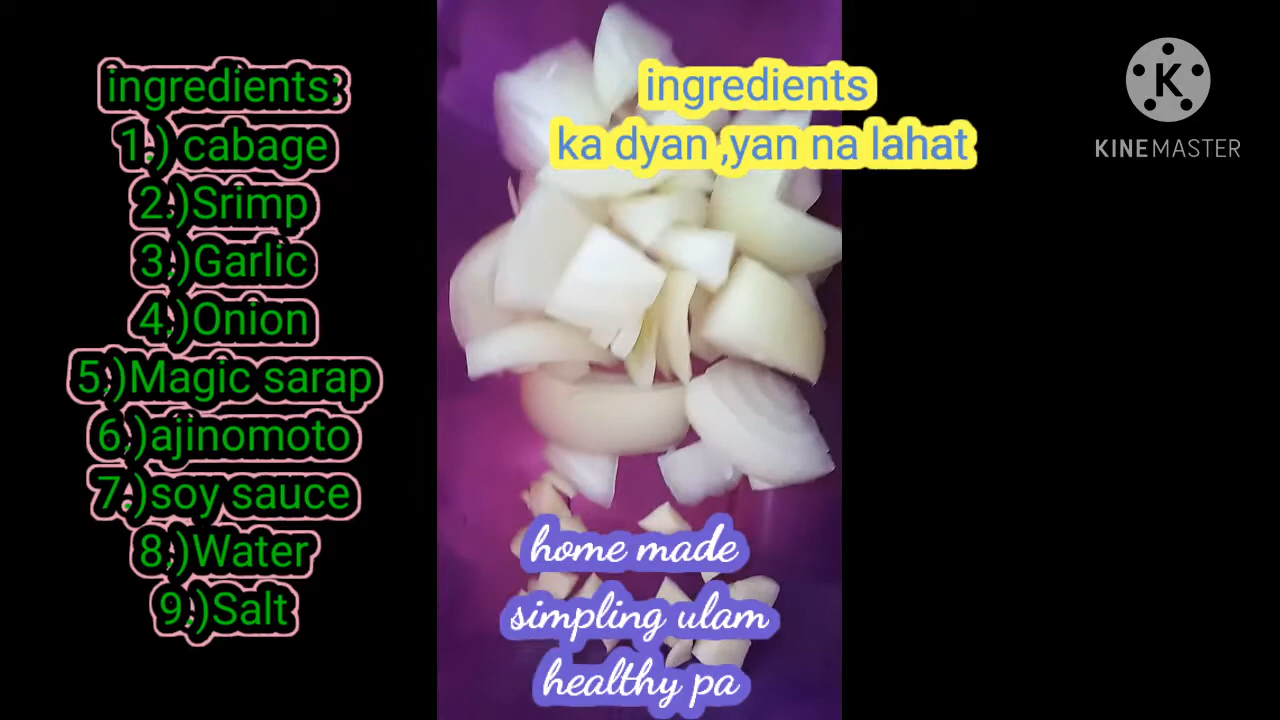 ingredients:
1.) cabage
2.)Srimp
3.)Garlic
4.)Onion
5.)Magic sarap
6.)ajinomoto
7.)soy sauce
8.)Water
9.)Salt
ingredients
ka dyan ,yan na lahat
home made
simpling ulam
healthy pa
K
KINEMASTER